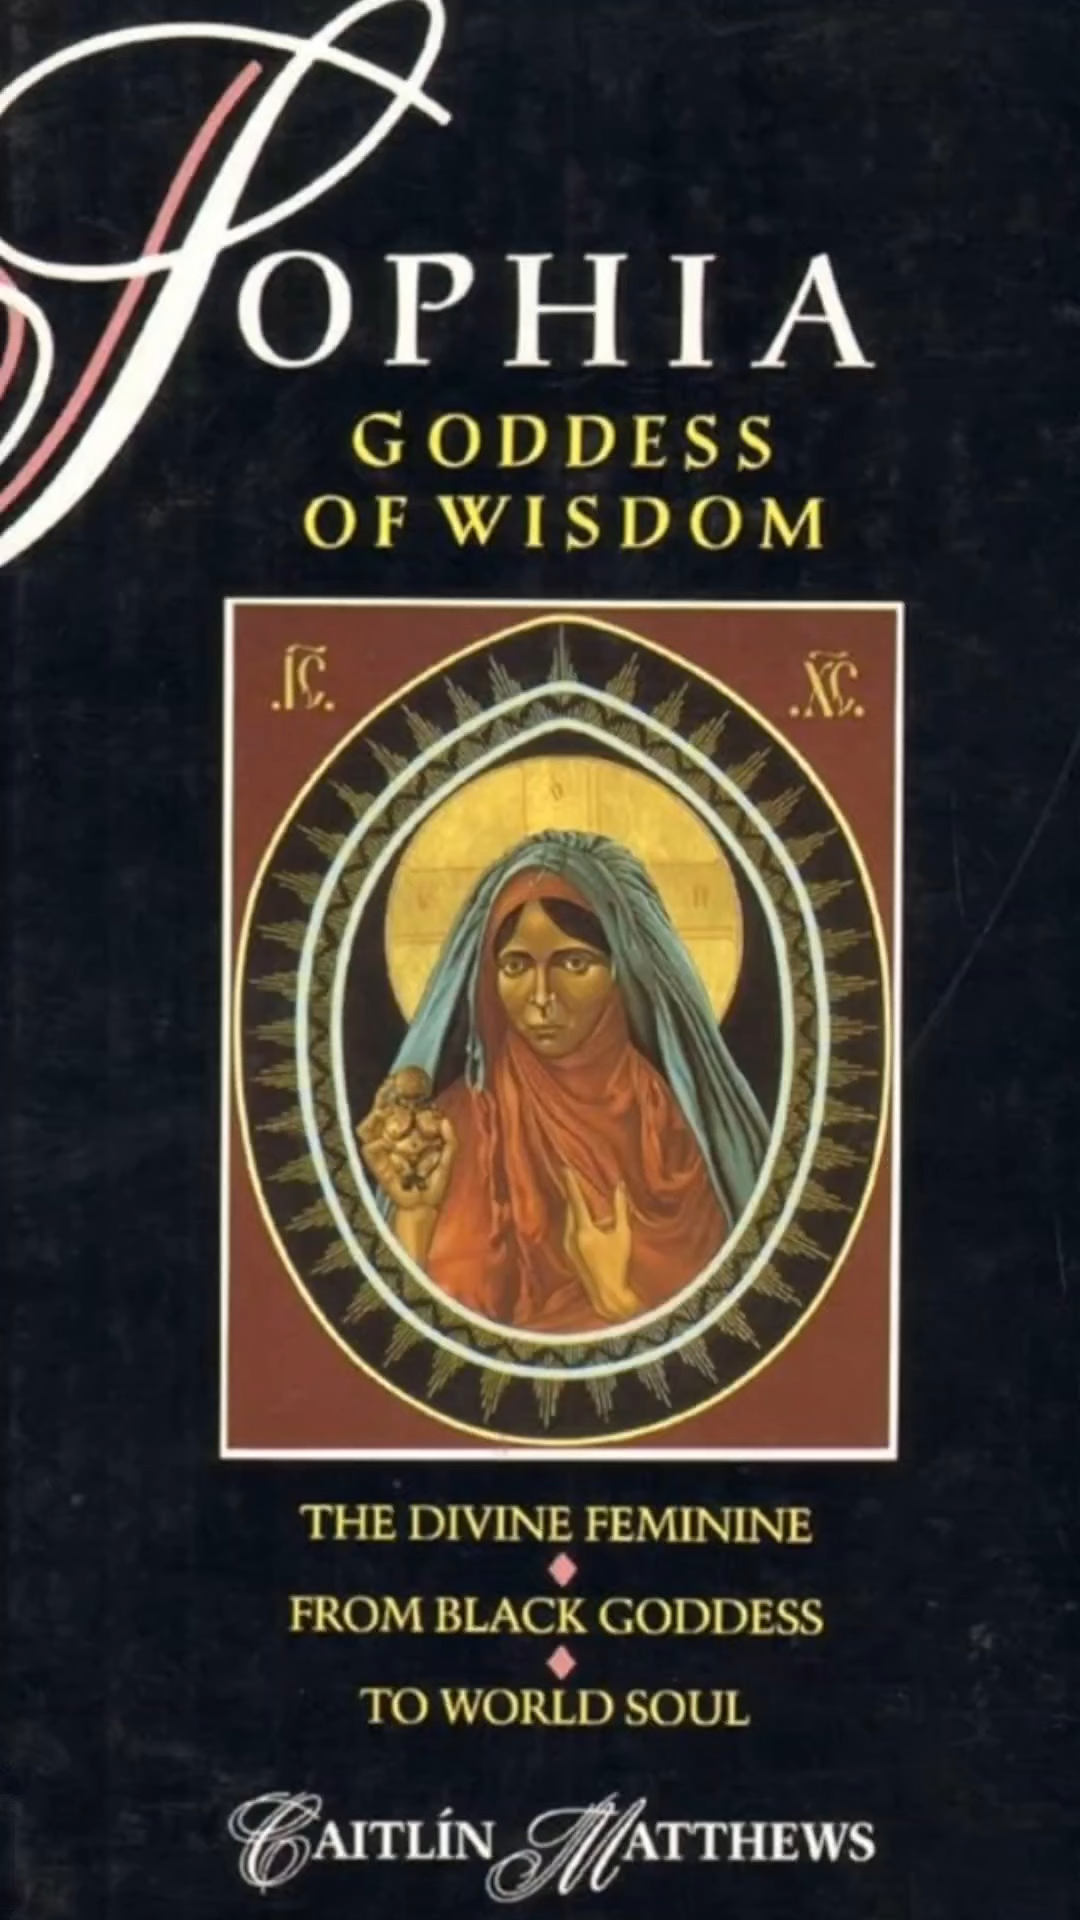 SOPHIA
GODDESS
OF WISDOM
.IC. .XC.
THE DIVINE FEMININE
FROM BLACK GODDESS
TO WORLD SOUL
CAITLÍN MATTHEWS